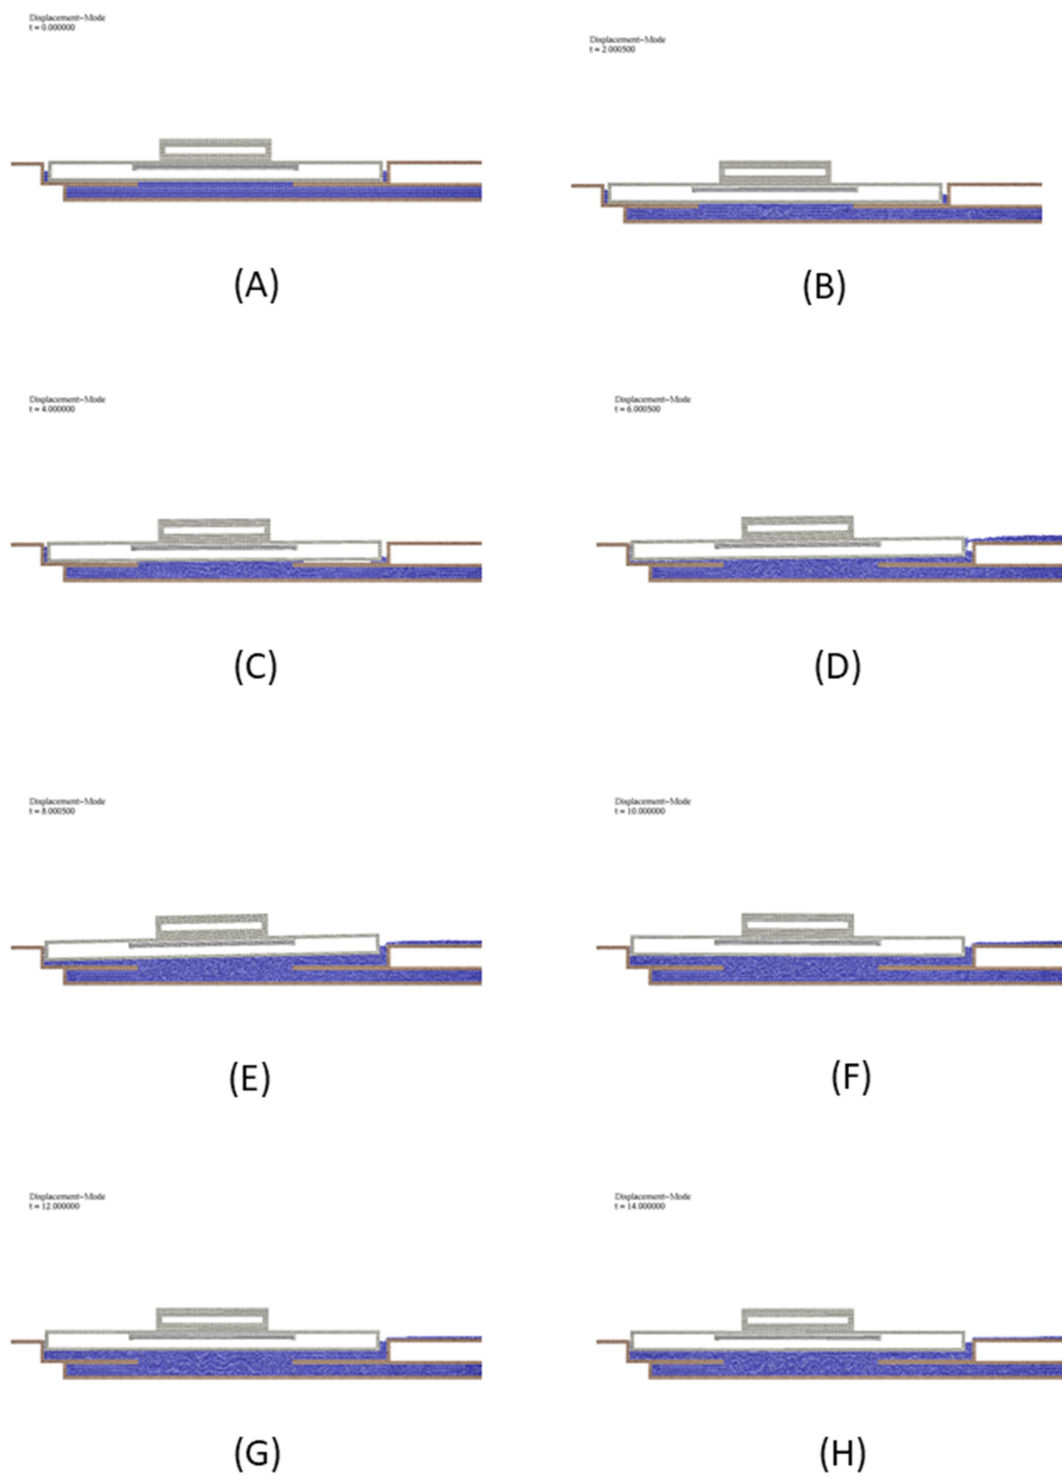 Displacement-Mode
t = 0.000000
(A)
Displacement-Mode
t = 2.000500
(B)
Displacement-Mode
t = 4.000000
(C)
Displacement-Mode
t = 6.000500
(D)
Displacement-Mode
t = 8.000500
(E)
Displacement-Mode
t = 10.000000
(F)
Displacement-Mode
t = 12.000000
(G)
Displacement-Mode
t = 14.000000
(H)